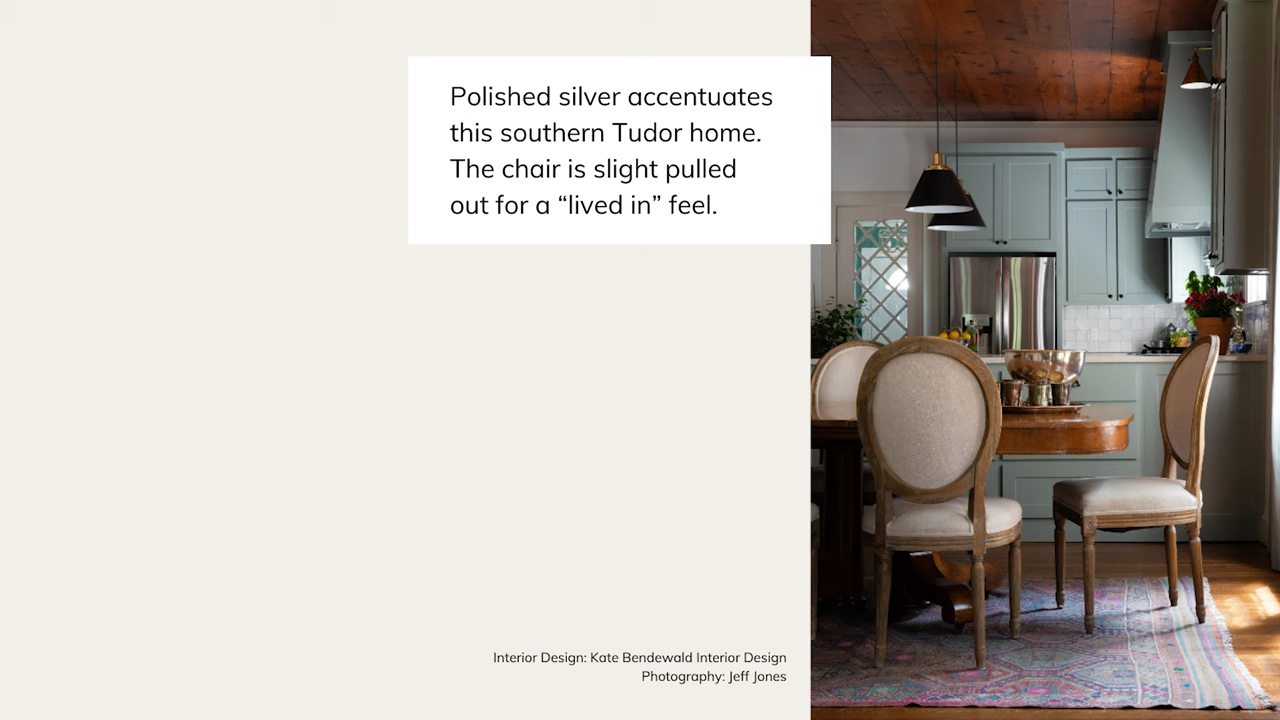 Polished silver accentuates
this southern Tudor home.
The chair is slight pulled
out for a “lived in” feel.
Interior Design: Kate Bendewald Interior Design
Photography: Jeff Jones